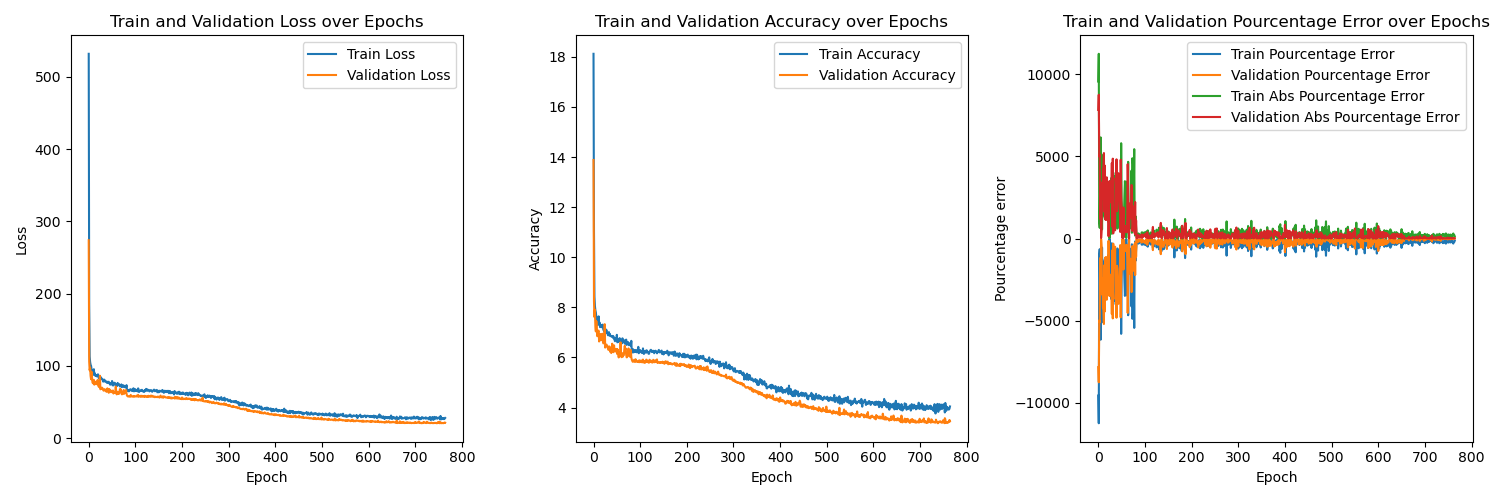 Train and Validation Loss over Epochs
Train Loss
Validation Loss
500
400
300
200
100
0
Loss
0 100 200 300 400 500 600 700 800
Epoch
Train and Validation Accuracy over Epochs
Train Accuracy
Validation Accuracy
18
16
14
12
10
8
6
4
Accuracy
0 100 200 300 400 500 600 700 800
Epoch
Train and Validation Pourcentage Error over Epochs
Train Pourcentage Error
Validation Pourcentage Error
Train Abs Pourcentage Error
Validation Abs Pourcentage Error
10000
5000
0
−5000
−10000
Pourcentage error
0 100 200 300 400 500 600 700 800
Epoch